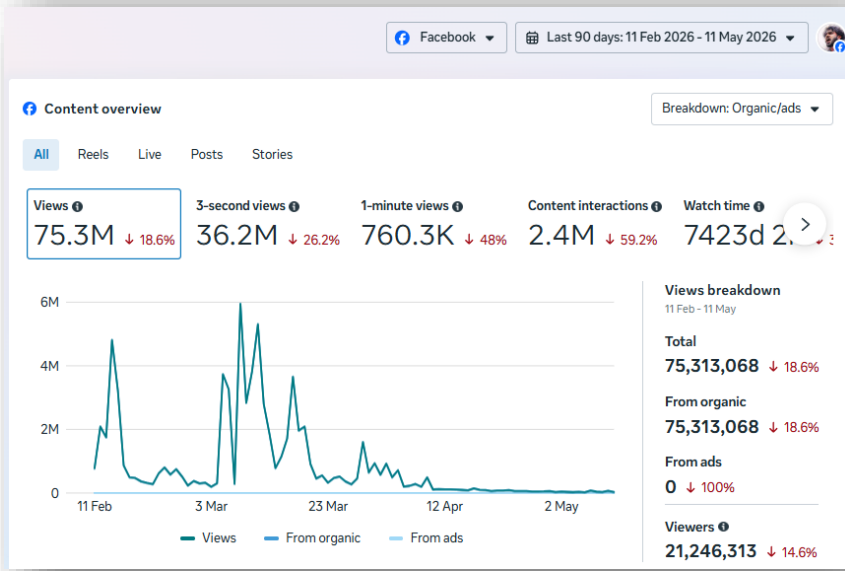 Facebook
Last 90 days: 11 Feb 2026 - 11 May 2026
Content overview
Breakdown: Organic/ads
All Reels Live Posts Stories
Views 3-second views 1-minute views Content interactions Watch time
75.3M ↓ 18.6% 36.2M ↓ 26.2% 760.3K ↓ 48% 2.4M ↓ 59.2% 7423d
6M
4M
2M
0
11 Feb 3 Mar 23 Mar 12 Apr 2 May
Views From organic From ads
Views breakdown
11 Feb - 11 May
Total
75,313,068 ↓ 18.6%
From organic
75,313,068 ↓ 18.6%
From ads
0 ↓ 100%
Viewers
21,246,313 ↓ 14.6%